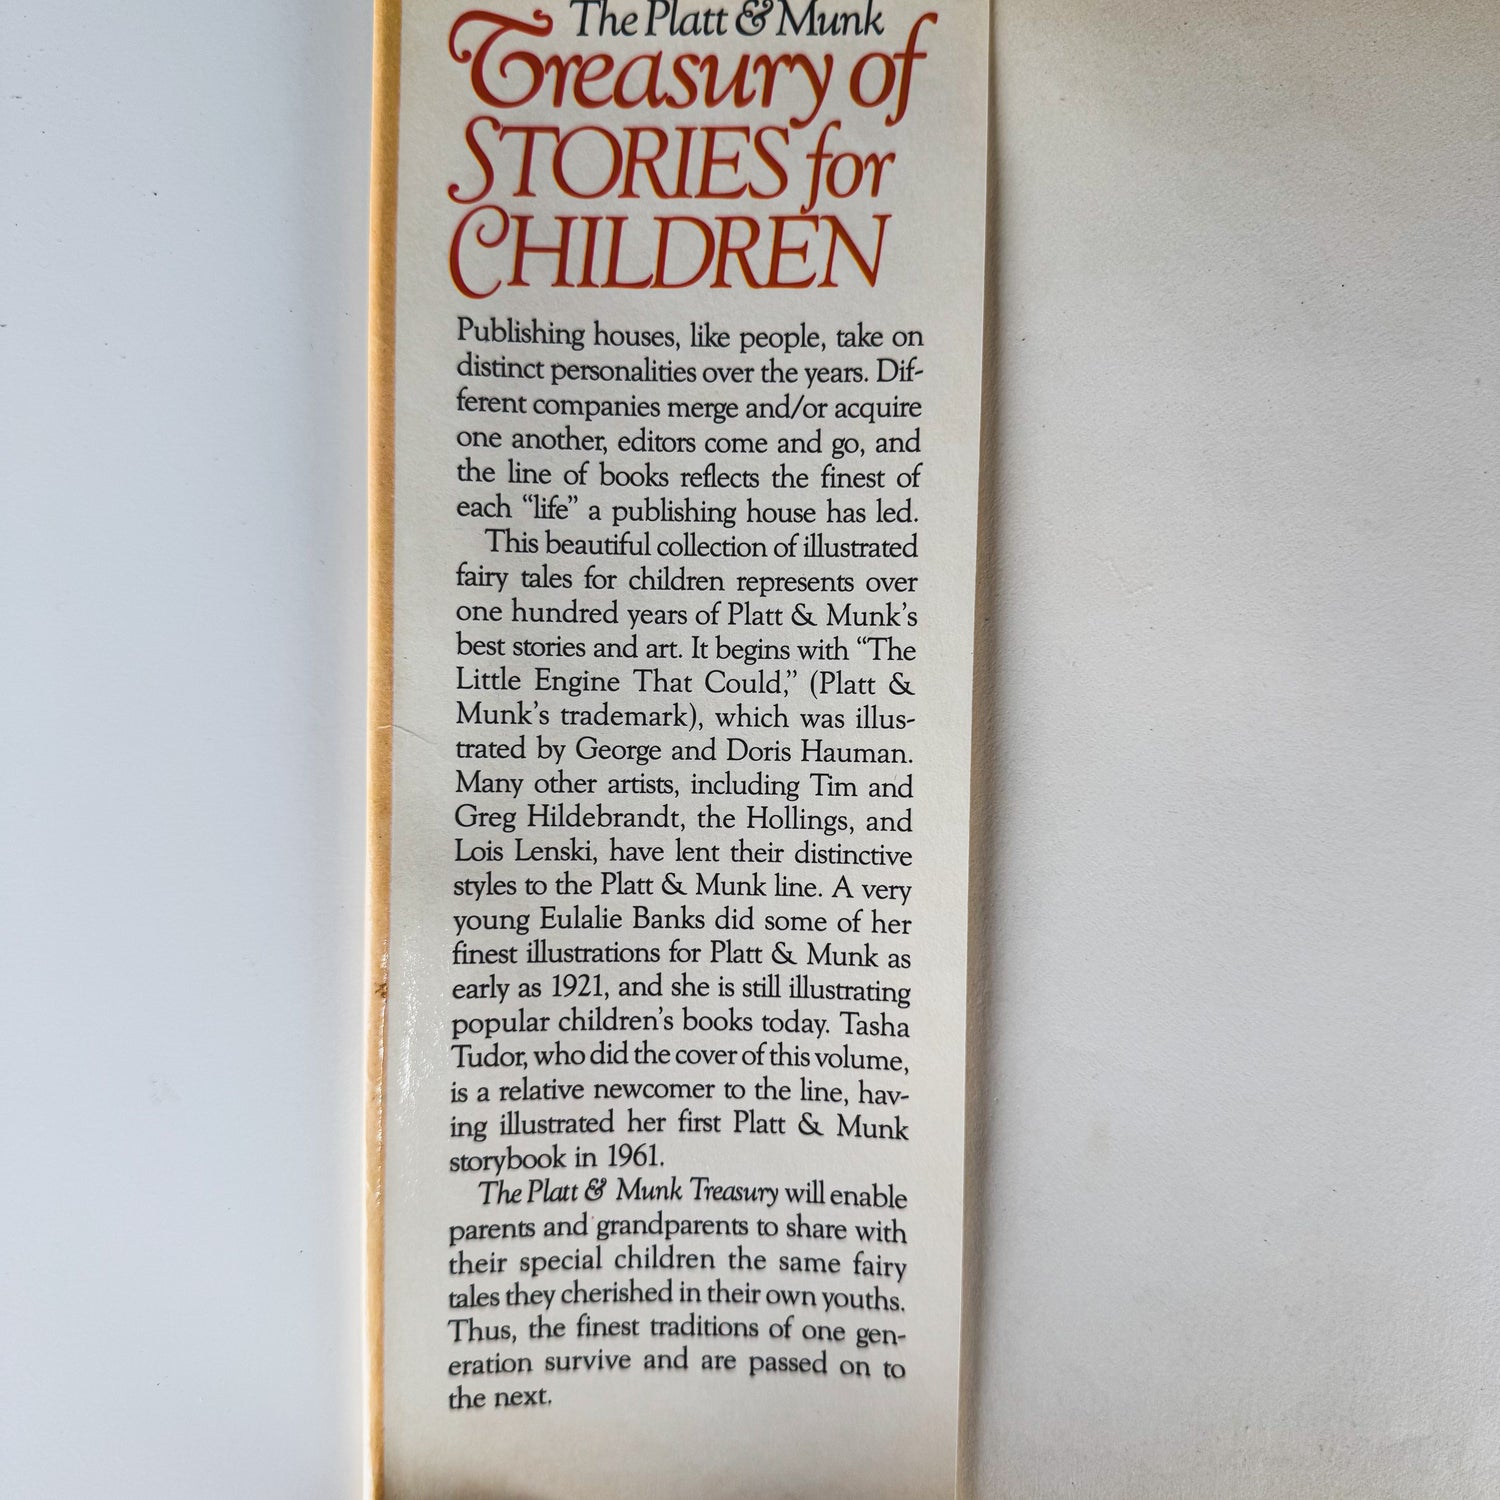 The Platt & Munk
Treasury of
STORIES for
CHILDREN
Publishing houses, like people, take on
distinct personalities over the years. Dif-
ferent companies merge and/or acquire
one another, editors come and go, and
the line of books reflects the finest of
each “life” a publishing house has led.
This beautiful collection of illustrated
fairy tales for children represents over
one hundred years of Platt & Munk’s
best stories and art. It begins with “The
Little Engine That Could,” (Platt &
Munk’s trademark), which was illus-
trated by George and Doris Hauman.
Many other artists, including Tim and
Greg Hildebrandt, the Hollings, and
Lois Lenski, have lent their distinctive
styles to the Platt & Munk line. A very
young Eulalie Banks did some of her
finest illustrations for Platt & Munk as
early as 1921, and she is still illustrating
popular children’s books today. Tasha
Tudor, who did the cover of this volume,
is a relative newcomer to the line, hav-
ing illustrated her first Platt & Munk
storybook in 1961.
The Platt & Munk Treasury will enable
parents and grandparents to share with
their special children the same fairy
tales they cherished in their own youths.
Thus, the finest traditions of one gen-
eration survive and are passed on to
the next.